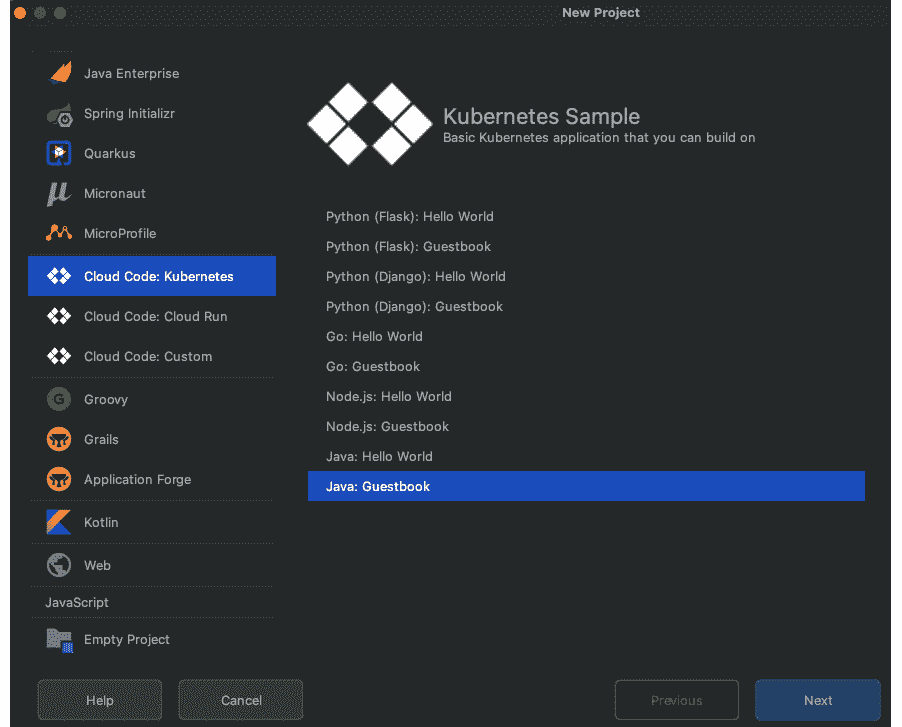 New Project
Java Enterprise
Spring Initializr
Quarkus
Micronaut
MicroProfile
Cloud Code: Kubernetes
Cloud Code: Cloud Run
Cloud Code: Custom
G
Groovy
Grails
Application Forge
Kotlin
Web
JavaScript
Empty Project
Kubernetes Sample
Basic Kubernetes application that you can build on
Python (Flask): Hello World
Python (Flask): Guestbook
Python (Django): Hello World
Python (Django): Guestbook
Go: Hello World
Go: Guestbook
Node.js: Hello World
Node.js: Guestbook
Java: Hello World
Java: Guestbook
Help
Cancel
Previous
Next